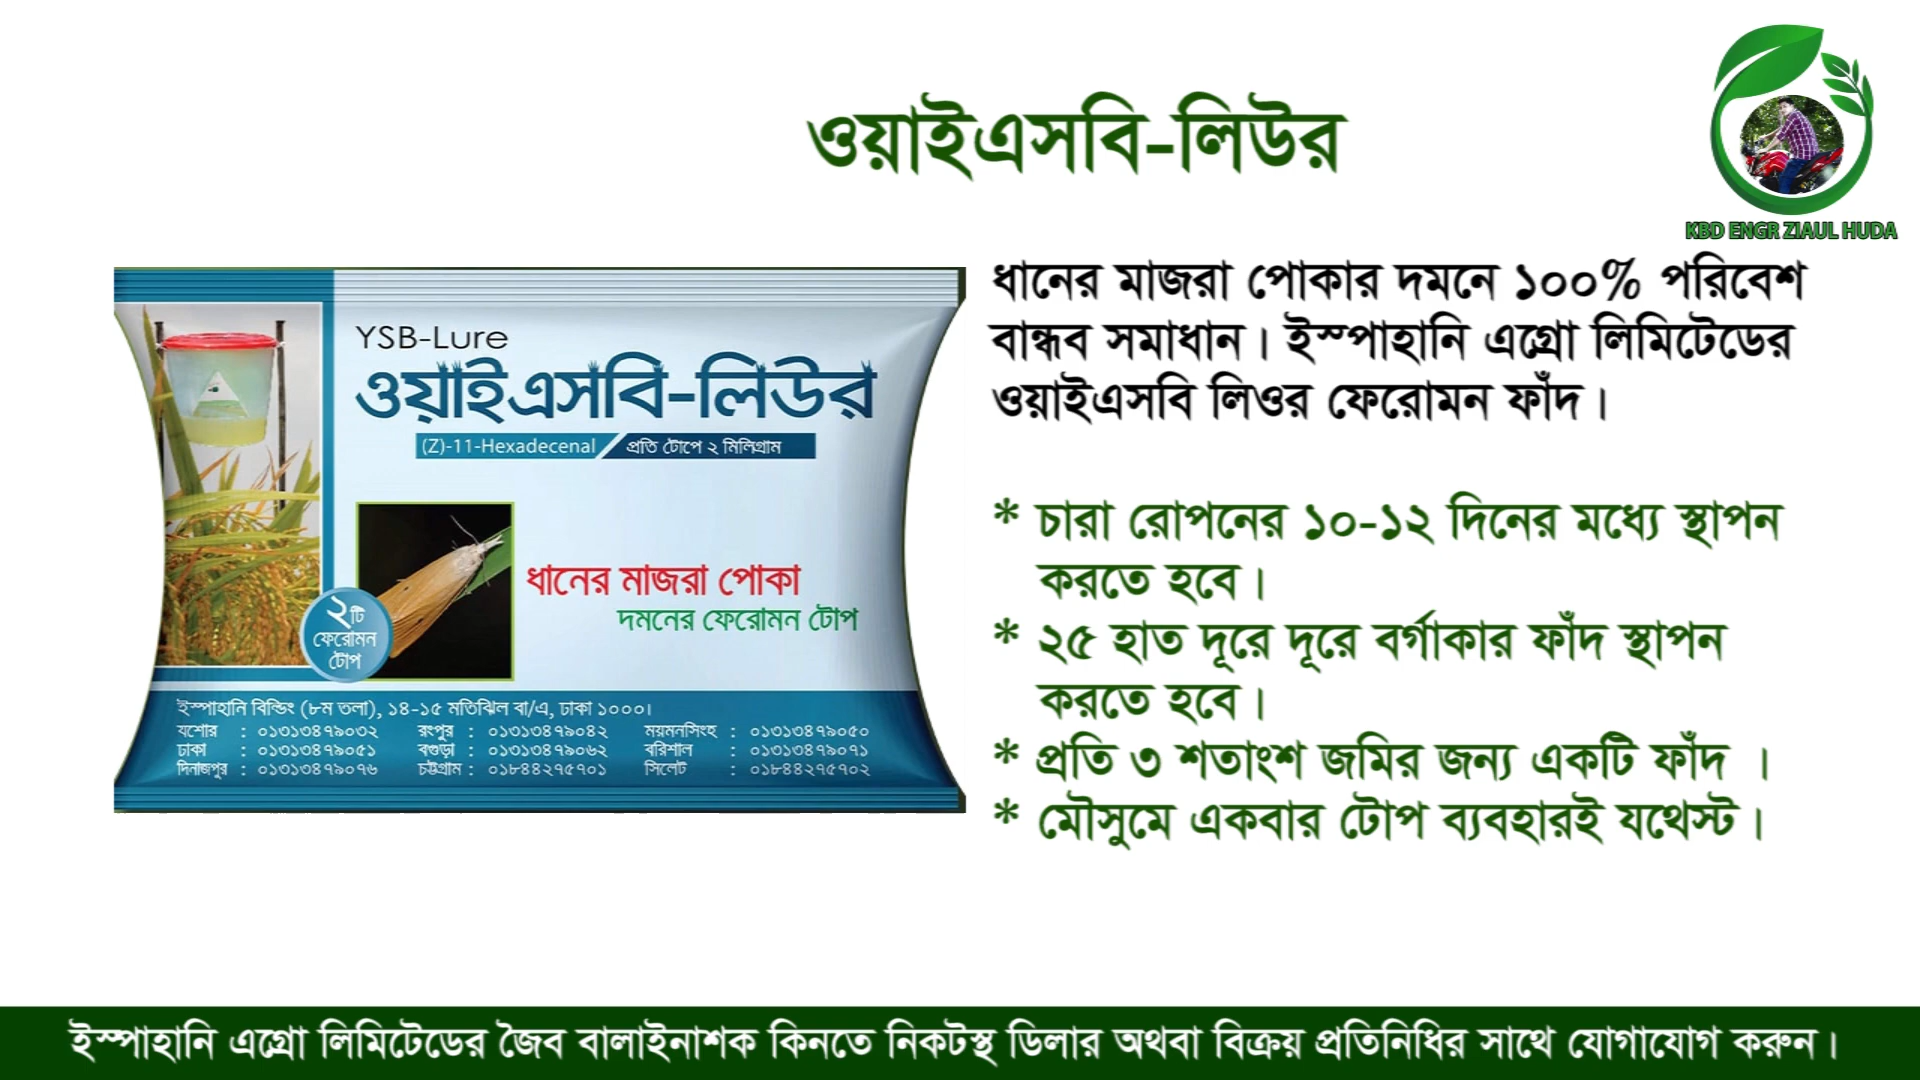 ওয়াইএসবি-লিউর
KBD ENGR ZIAUL HUDA
YSB-Lure
ওয়াইএসবি-লিউর
(Z)-11-Hexadecenal প্রতি টোপে ২ মিলিগ্রাম
ধানের মাজরা পোকা
দমনের ফেরোমন টোপ
২টি
ফেরোমন
টোপ
ইস্পাহানি বিল্ডিং (৮ম তলা), ১৪-১৫ মতিঝিল বা/এ, ঢাকা ১০০০।
যশোর : ০১৩১৩৪৭৯০৩২ রংপুর : ০১৩১৩৪৭৯০৪২ ময়মনসিংহ : ০১৩১৩৪৭৯০৫০
ঢাকা : ০১৩১৩৪৭৯০৫১ বগুড়া : ০১৩১৩৪৭৯০৬২ বরিশাল : ০১৩১৩৪৭৯০৭১
দিনাজপুর : ০১৩১৩৪৭৯০৭৬ চট্টগ্রাম : ০১৮৪৪২৭৫৭০১ সিলেট : ০১৮৪৪২৭৫৭০২
ধানের মাজরা পোকার দমনে ১০০% পরিবেশ
বান্ধব সমাধান। ইস্পাহানি এগ্রো লিমিটেডের
ওয়াইএসবি লিওর ফেরোমন ফাঁদ।
* চারা রোপনের ১০-১২ দিনের মধ্যে স্থাপন
করতে হবে।
* ২৫ হাত দূরে দূরে বর্গাকার ফাঁদ স্থাপন
করতে হবে।
* প্রতি ৩ শতাংশ জমির জন্য একটি ফাঁদ ।
* মৌসুমে একবার টোপ ব্যবহারই যথেস্ট।
ইস্পাহানি এগ্রো লিমিটেডের জৈব বালাইনাশক কিনতে নিকটস্থ ডিলার অথবা বিক্রয় প্রতিনিধির সাথে যোগাযোগ করুন।